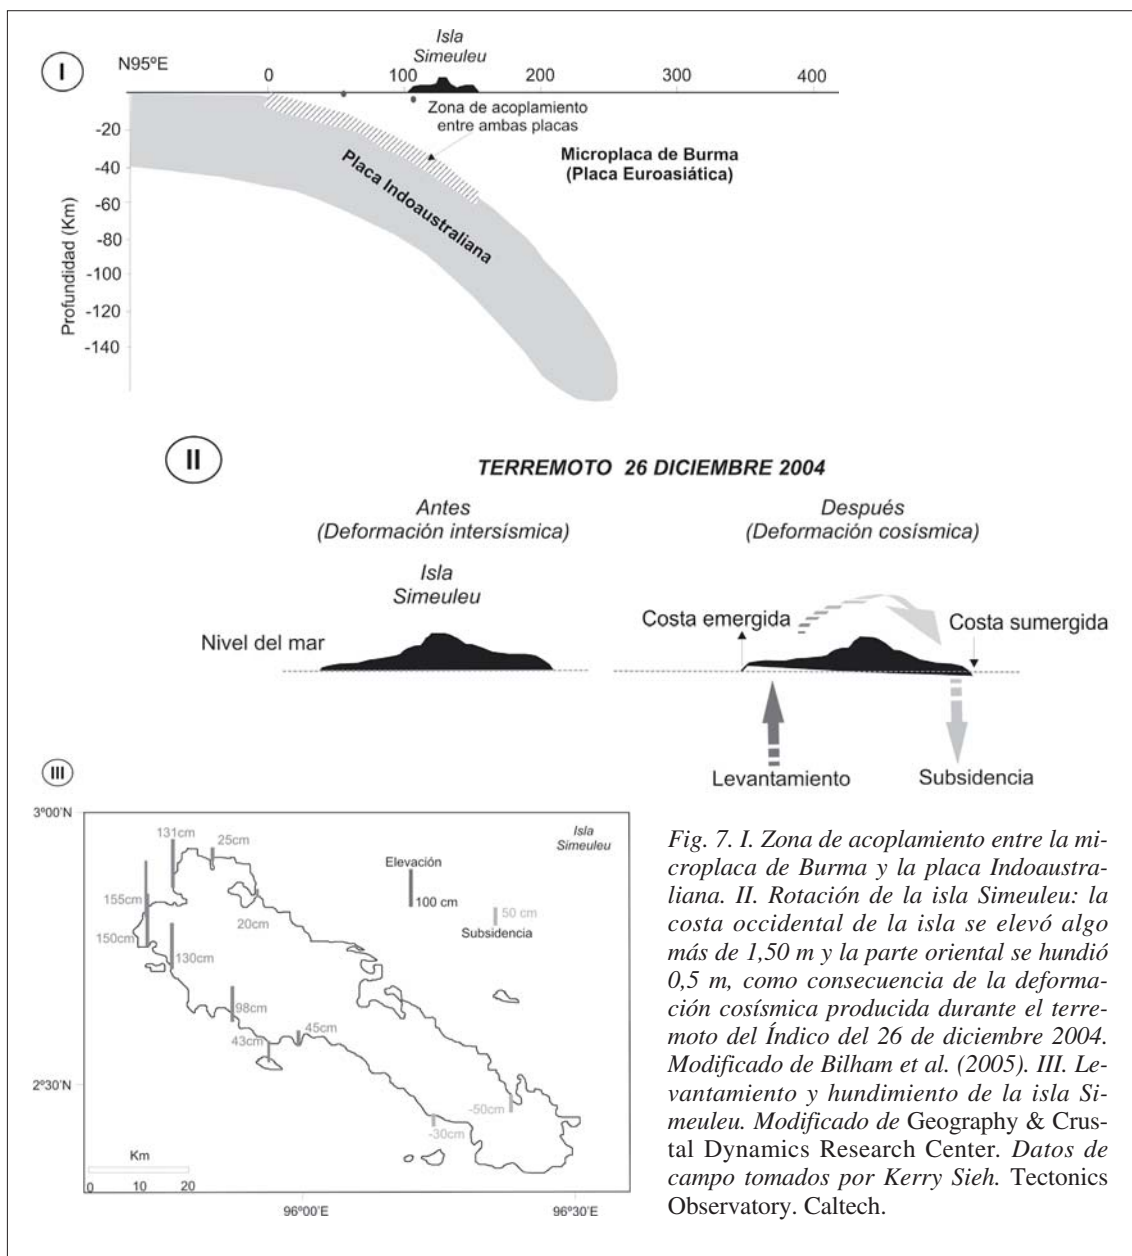 I
N95ºE
Isla
Simeuleu
0
100
200
300
400
Zona de acoplamiento
entre ambas placas
Microplaca de Burma
(Placa Euroasiática)
Placa Indoaustraliana
Profundidad (Km)
-20
-40
-60
-80
-100
-120
-140
II
TERREMOTO 26 DICIEMBRE 2004
Antes
(Deformación intersísmica)
Después
(Deformación cosísmica)
Isla
Simeuleu
Nivel del mar
Costa emergida
Costa sumergida
Levantamiento
Subsidencia
III
3º00'N
2º30'N
96º00'E
96º30'E
Isla
Simeuleu
131cm
25cm
155cm
150cm
20cm
130cm
98cm
45cm
43cm
-50cm
-30cm
Elevación
100 cm
50 cm
Subsidencia
Km
0
10
20
Fig. 7. I. Zona de acoplamiento entre la mi-
croplaca de Burma y la placa Indoaustra-
liana. II. Rotación de la isla Simeuleu: la
costa occidental de la isla se elevó algo
más de 1,50 m y la parte oriental se hundió
0,5 m, como consecuencia de la deforma-
ción cosísmica producida durante el terre-
moto del Índico del 26 de diciembre 2004.
Modificado de Bilham et al. (2005). III. Le-
vantamiento y hundimiento de la isla Si-
meuleu. Modificado de Geography & Crus-
tal Dynamics Research Center. Datos de
campo tomados por Kerry Sieh. Tectonics
Observatory. Caltech.